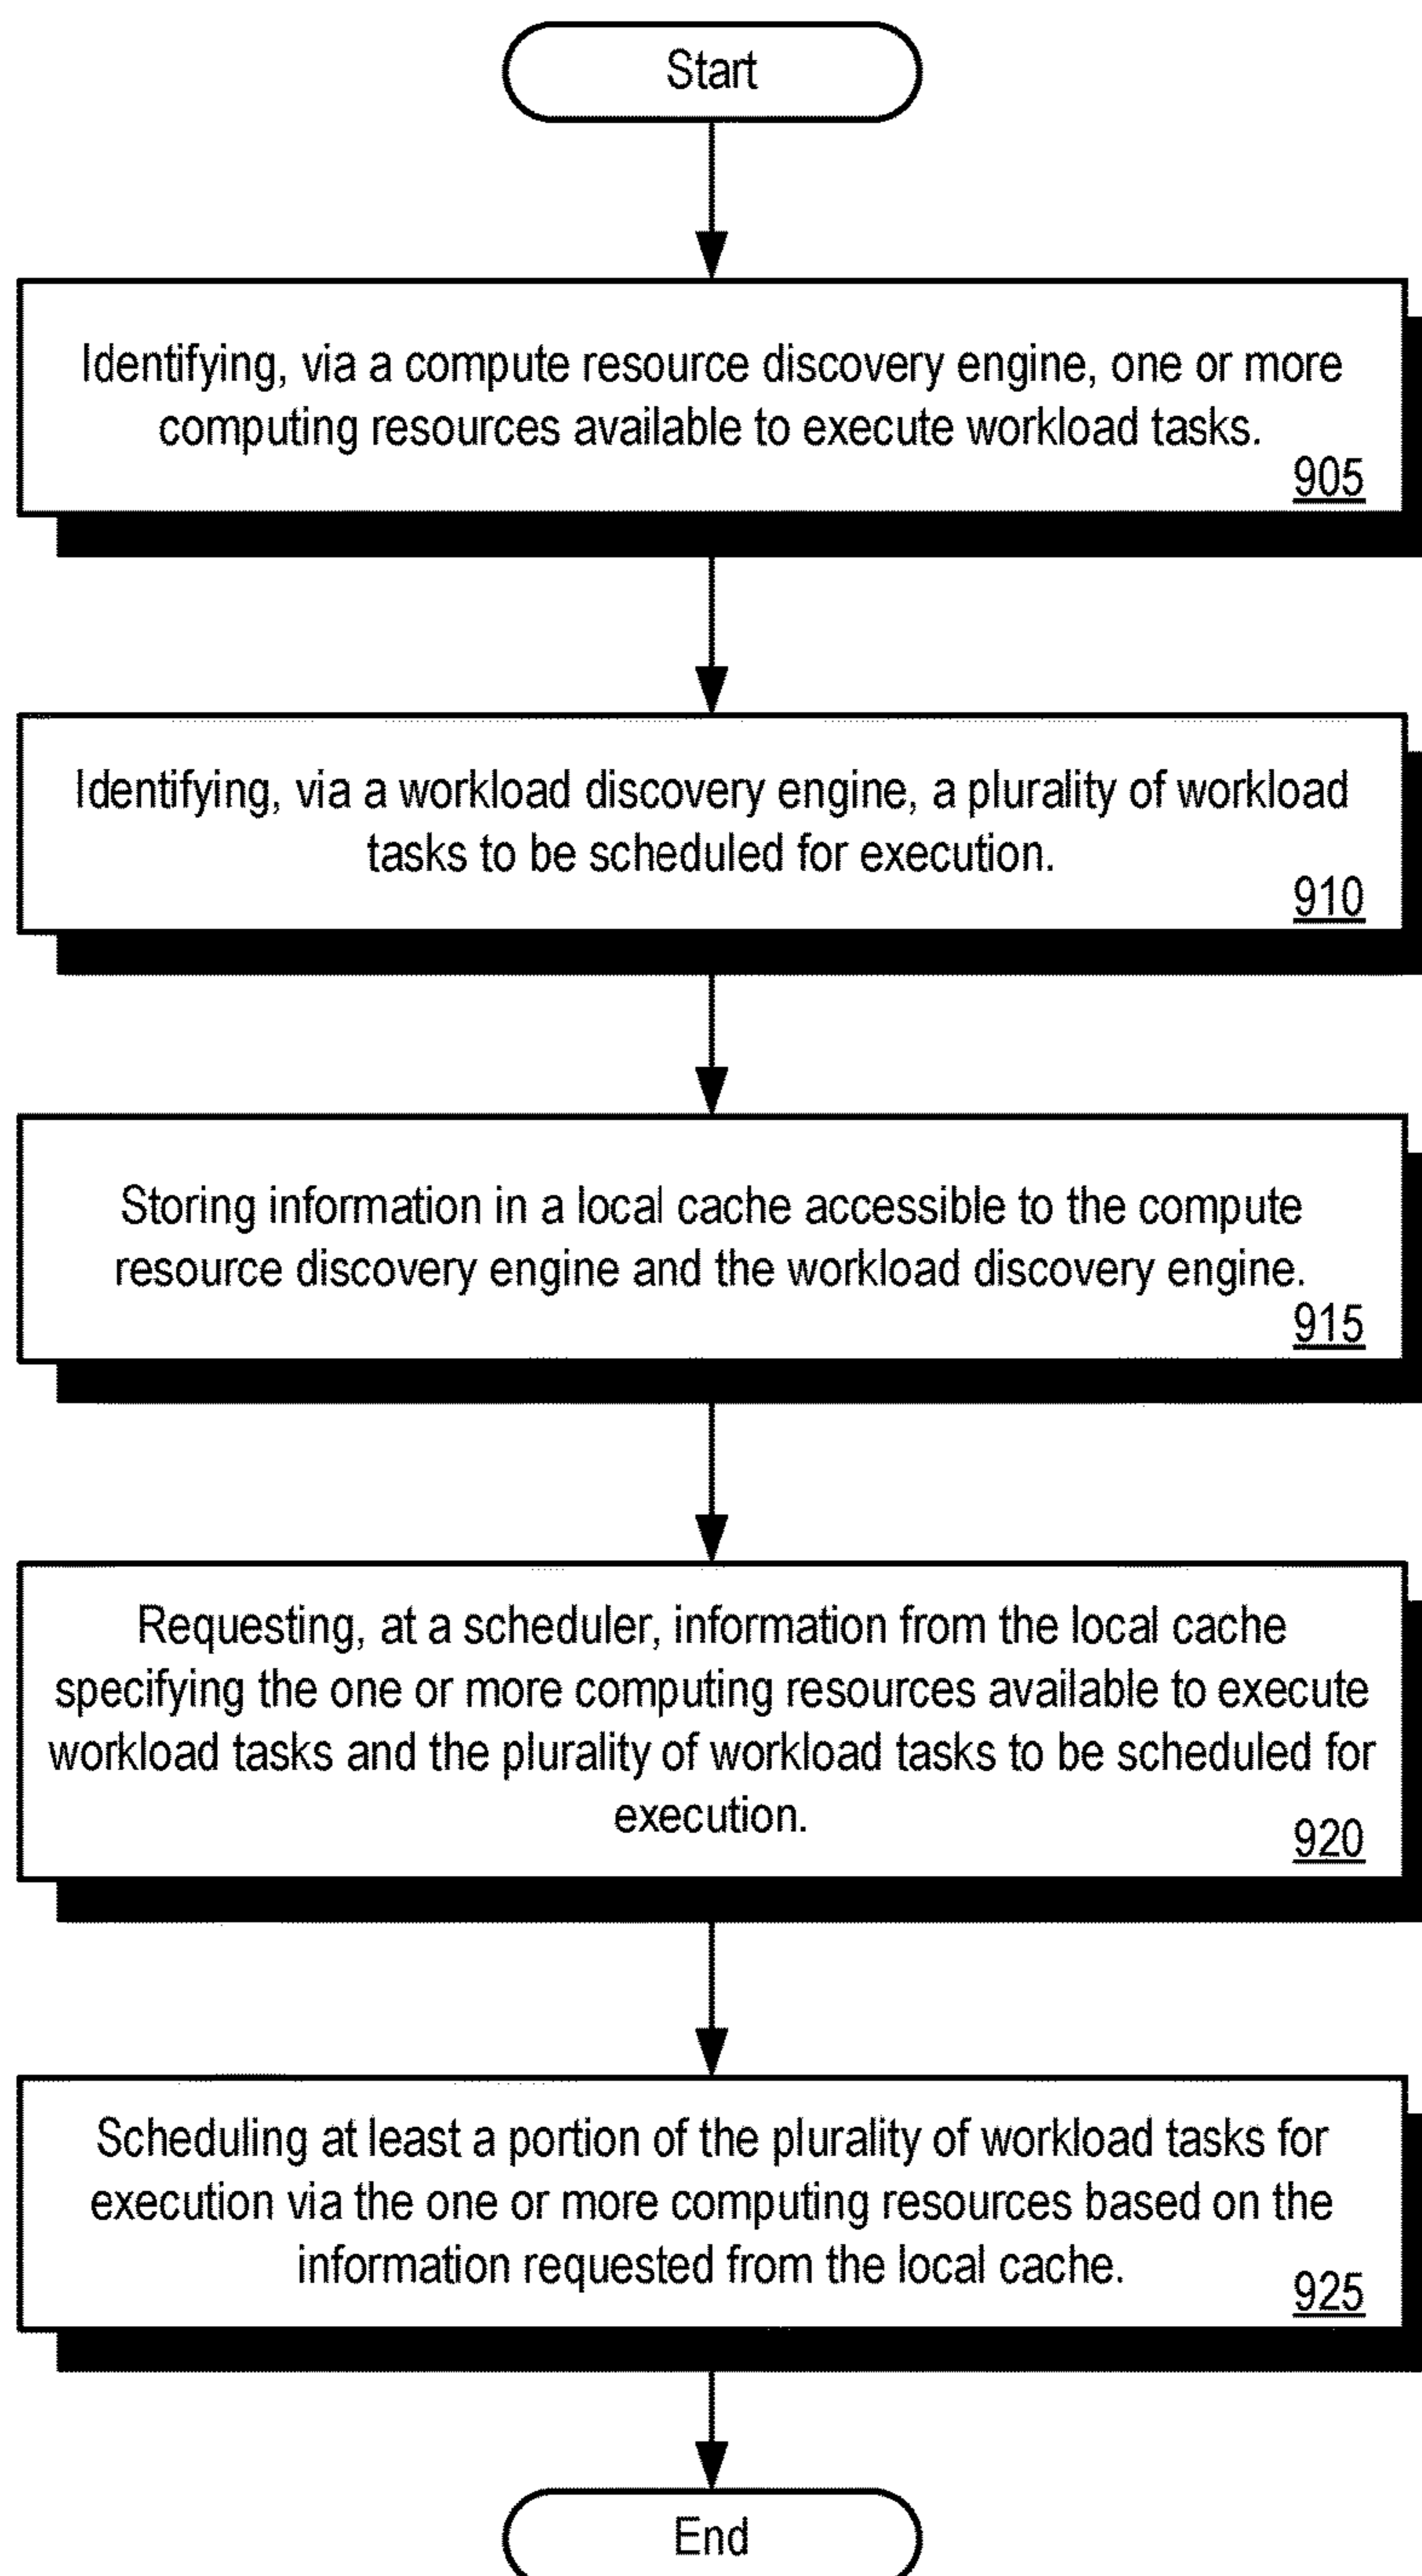 Start
Identifying, via a compute resource discovery engine, one or more
computing resources available to execute workload tasks.
905
Identifying, via a workload discovery engine, a plurality of workload
tasks to be scheduled for execution.
910
Storing information in a local cache accessible to the compute
resource discovery engine and the workload discovery engine.
915
Requesting, at a scheduler, information from the local cache
specifying the one or more computing resources available to execute
workload tasks and the plurality of workload tasks to be scheduled for
execution.
920
Scheduling at least a portion of the plurality of workload tasks for
execution via the one or more computing resources based on the
information requested from the local cache.
925
End